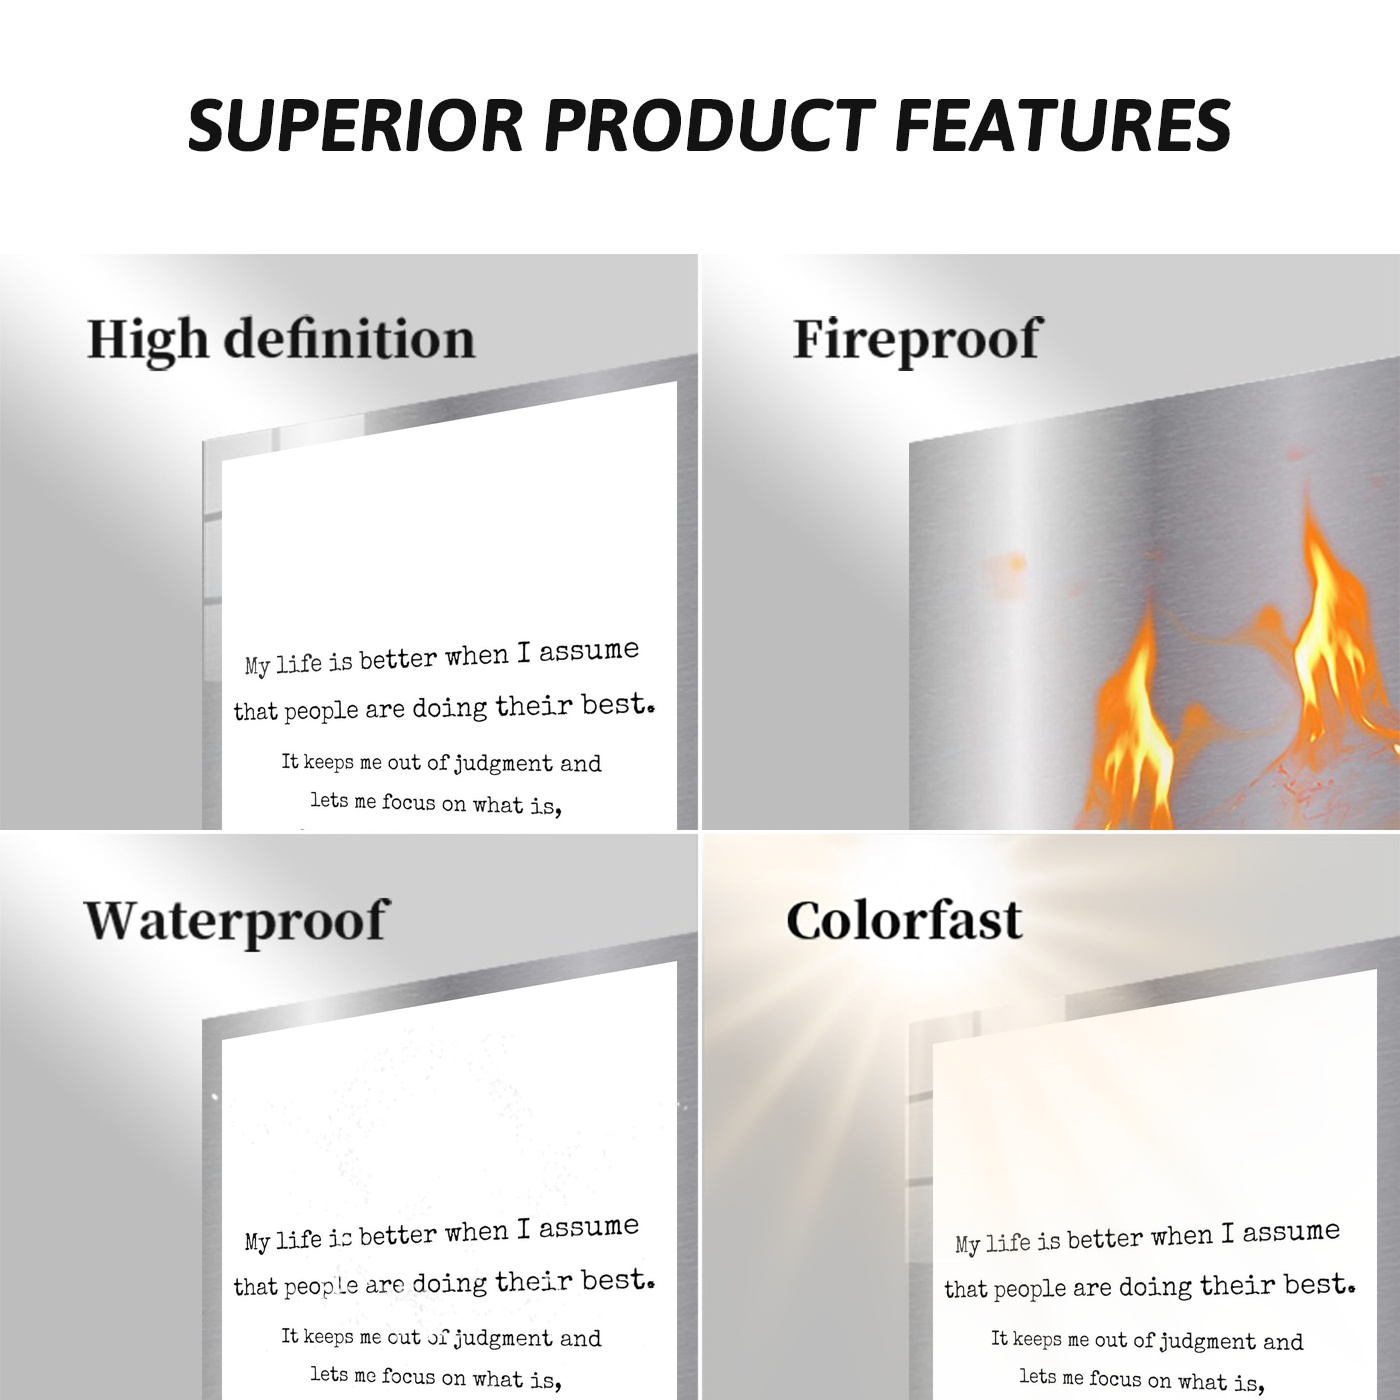 SUPERIOR PRODUCT FEATURES
High definition
My life is better when I assume
that people are doing their best.
It keeps me out of judgment and
lets me focus on what is,
Fireproof
Waterproof
My life is better when I assume
that people are doing their best.
It keeps me out of judgment and
lets me focus on what is,
Colorfast
My life is better when I assume
that people are doing their best.
It keeps me out of judgment and
lets me focus on what is,